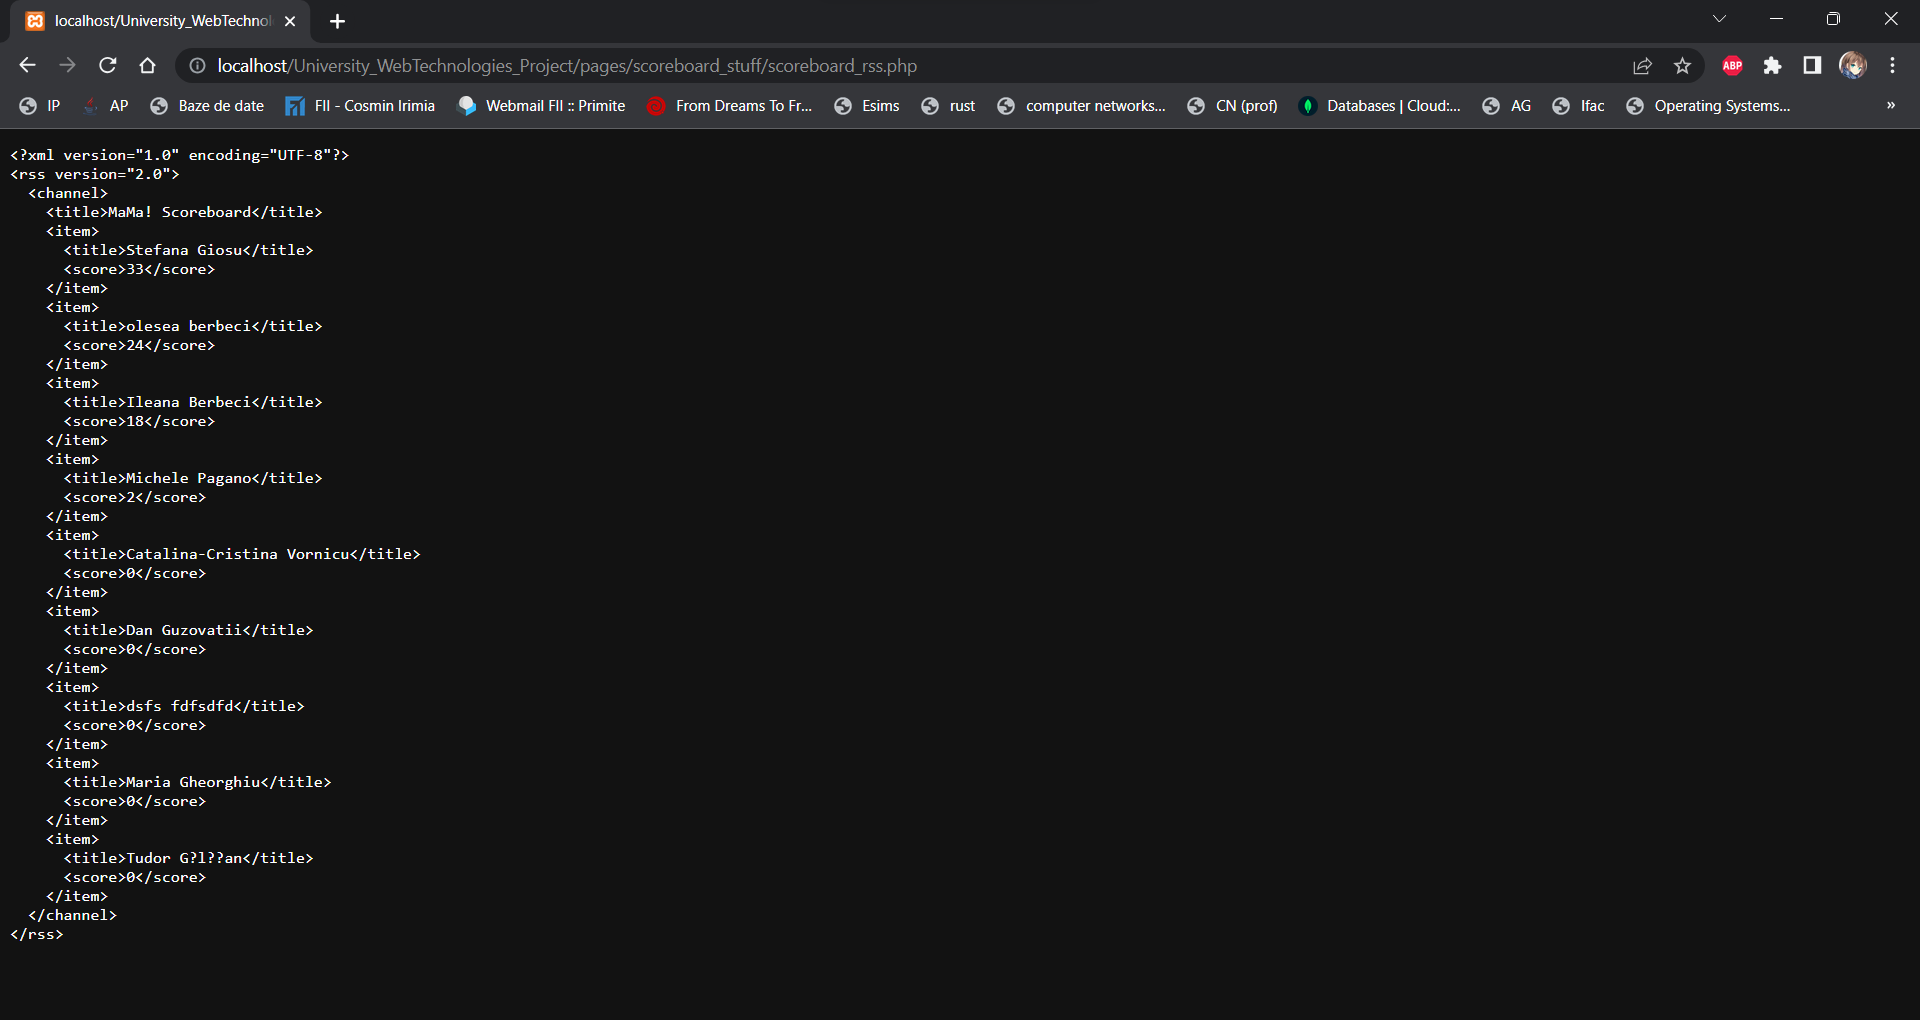 localhost/University_WebTechnol
localhost/University_WebTechnologies_Project/pages/scoreboard_stuff/scoreboard_rss.php
ABP
IP AP Baze de date FII - Cosmin Irimia Webmail FII :: Primite From Dreams To Fr... Esims rust computer networks... CN (prof) Databases | Cloud:... AG Ifac Operating Systems... »
<?xml version="1.0" encoding="UTF-8"?>
<rss version="2.0">
<channel>
<title>MaMa! Scoreboard</title>
<item>
<title>Stefana Giosu</title>
<score>33</score>
</item>
<item>
<title>olesea berbeci</title>
<score>24</score>
</item>
<item>
<title>Ileana Berbeci</title>
<score>18</score>
</item>
<item>
<title>Michele Pagano</title>
<score>2</score>
</item>
<item>
<title>Catalina-Cristina Vornicu</title>
<score>0</score>
</item>
<item>
<title>Dan Guzovatii</title>
<score>0</score>
</item>
<item>
<title>dsfs fdfsdfd</title>
<score>0</score>
</item>
<item>
<title>Maria Gheorghiu</title>
<score>0</score>
</item>
<item>
<title>Tudor G?l??an</title>
<score>0</score>
</item>
</channel>
</rss>